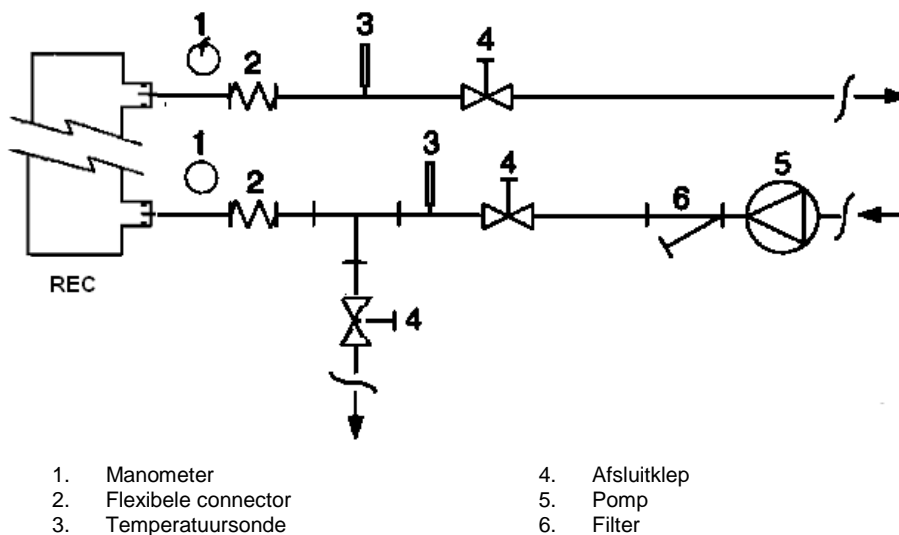 1
2
3
4
1
2
3
4
5
6
REC
4
1. Manometer
2. Flexibele connector
3. Temperatuursonde
4. Afsluitklep
5. Pomp
6. Filter